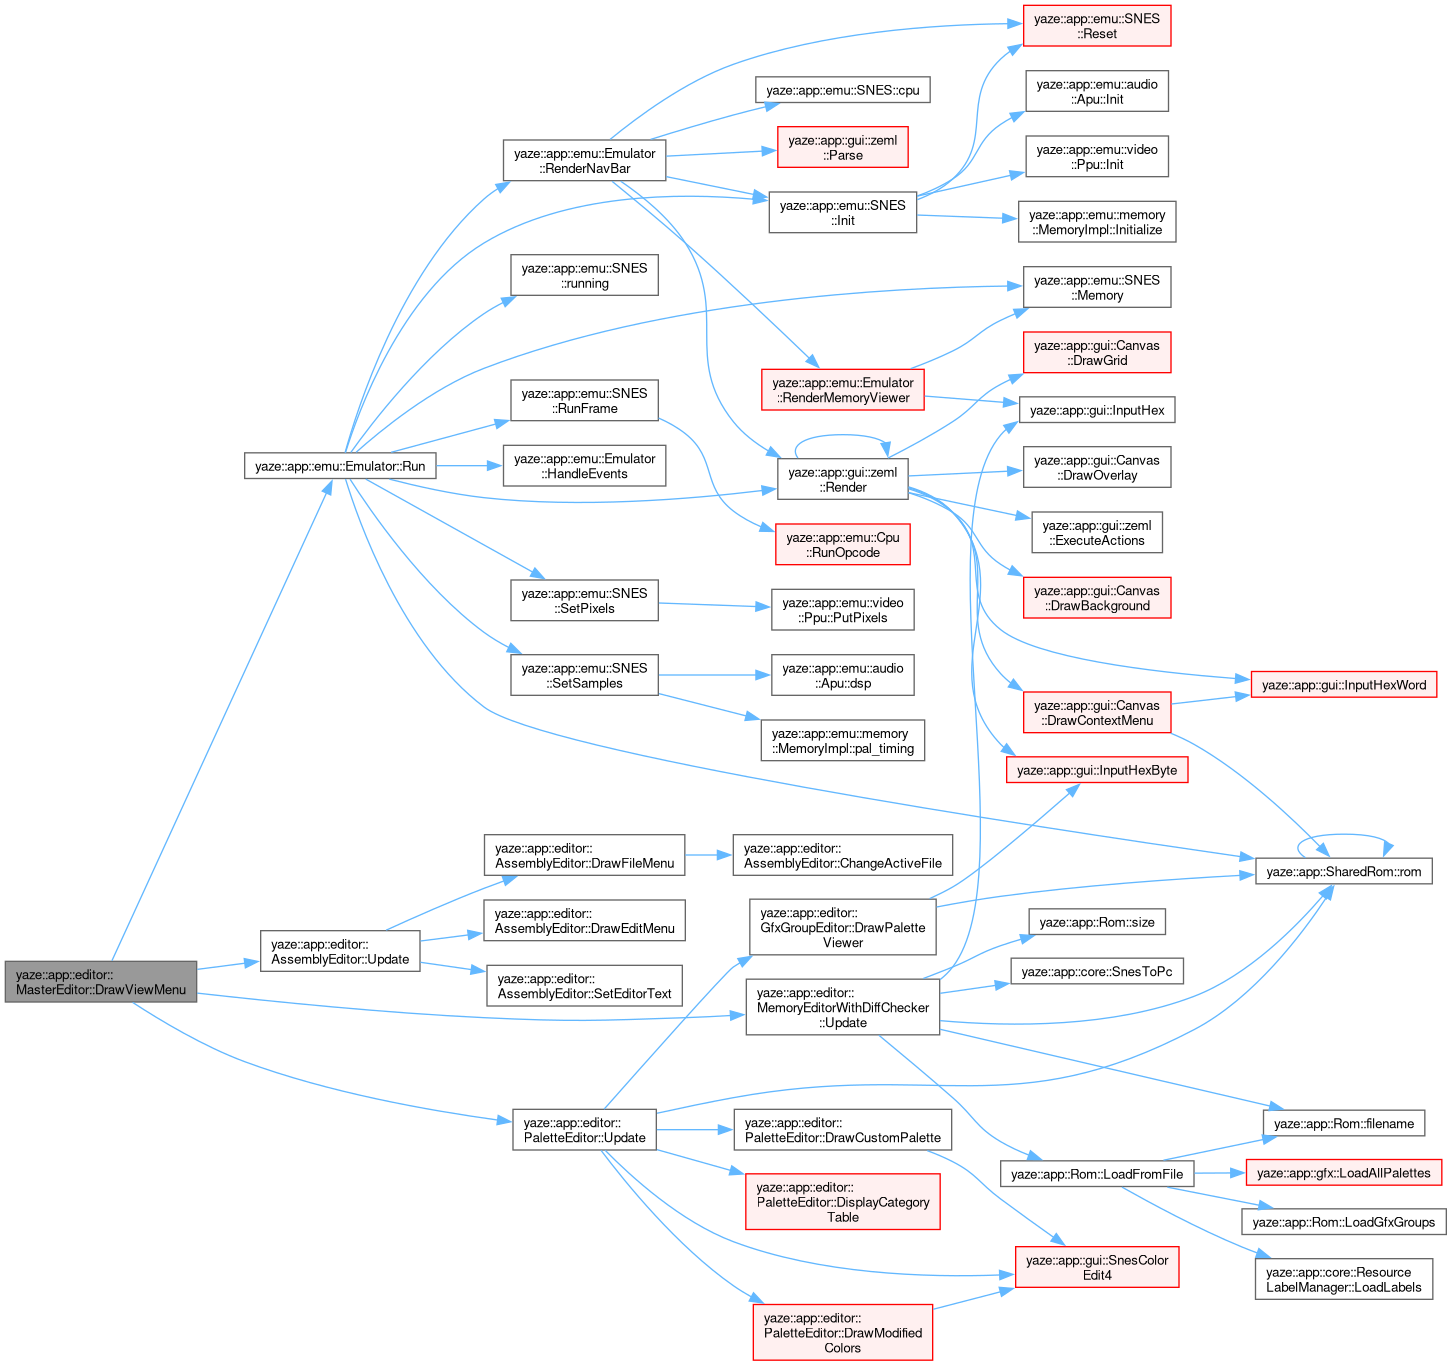 yaze::app::emu::SNES
::Reset
yaze::app::emu::audio
::Apu::Init
yaze::app::emu::SNES::cpu
yaze::app::gui::zeml
::Parse
yaze::app::emu::Emulator
::RenderNavBar
yaze::app::emu::video
::Ppu::Init
yaze::app::emu::SNES
::Init
yaze::app::emu::memory
::MemoryImpl::Initialize
yaze::app::emu::SNES
::running
yaze::app::emu::SNES
::Memory
yaze::app::gui::Canvas
::DrawGrid
yaze::app::emu::Emulator
::RenderMemoryViewer
yaze::app::emu::SNES
::RunFrame
yaze::app::gui::InputHex
yaze::app::emu::Emulator::Run
yaze::app::emu::Emulator
::HandleEvents
yaze::app::gui::zeml
::Render
yaze::app::gui::Canvas
::DrawOverlay
yaze::app::gui::zeml
::ExecuteActions
yaze::app::emu::Cpu
::RunOpcode
yaze::app::gui::Canvas
::DrawBackground
yaze::app::emu::SNES
::SetPixels
yaze::app::emu::video
::Ppu::PutPixels
yaze::app::emu::SNES
::SetSamples
yaze::app::emu::audio
::Apu::dsp
yaze::app::gui::InputHexWord
yaze::app::gui::Canvas
::DrawContextMenu
yaze::app::emu::memory
::MemoryImpl::pal_timing
yaze::app::gui::InputHexByte
yaze::app::editor::
AssemblyEditor::DrawFileMenu
yaze::app::editor::
AssemblyEditor::ChangeActiveFile
yaze::app::SharedRom::rom
yaze::app::editor::
AssemblyEditor::DrawEditMenu
yaze::app::editor::
GfxGroupEditor::DrawPalette
Viewer
yaze::app::Rom::size
yaze::app::editor::
AssemblyEditor::Update
yaze::app::editor::
MasterEditor::DrawViewMenu
yaze::app::editor::
AssemblyEditor::SetEditorText
yaze::app::core::SnesToPc
yaze::app::editor::
MemoryEditorWithDiffChecker
::Update
yaze::app::editor::
PaletteEditor::Update
yaze::app::editor::
PaletteEditor::DrawCustomPalette
yaze::app::Rom::filename
yaze::app::Rom::LoadFromFile
yaze::app::gfx::LoadAllPalettes
yaze::app::editor::
PaletteEditor::DisplayCategory
Table
yaze::app::Rom::LoadGfxGroups
yaze::app::gui::SnesColor
Edit4
yaze::app::core::Resource
LabelManager::LoadLabels
yaze::app::editor::
PaletteEditor::DrawModified
Colors